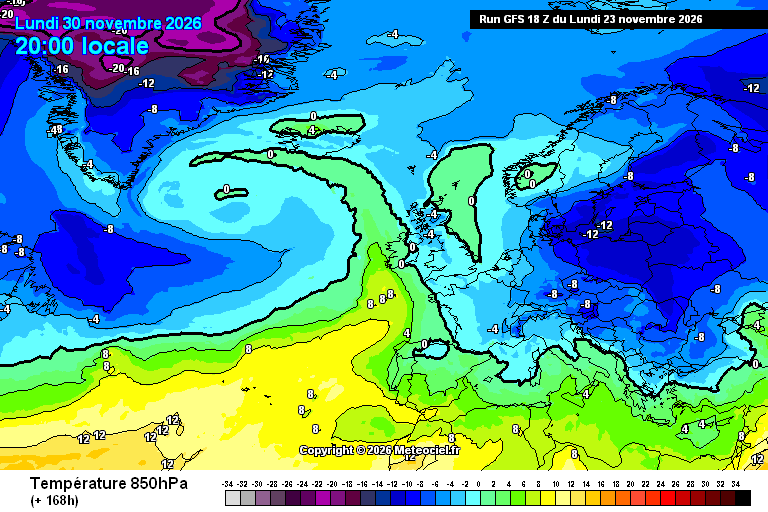 Lundi 30 novembre 2026
20:00 locale
Run GFS 18 Z du Lundi 23 novembre 2026
Copyright © 2026 Meteociel.fr
Température 850hPa
(+ 168h)
-34 -32 -30 -28 -26 -24 -22 -20 -18 -16 -14 -12 -10 -8 -6 -4 -2 0 2 4 6 8 10 12 14 16 18 20 22 24 26 28 30 32 34